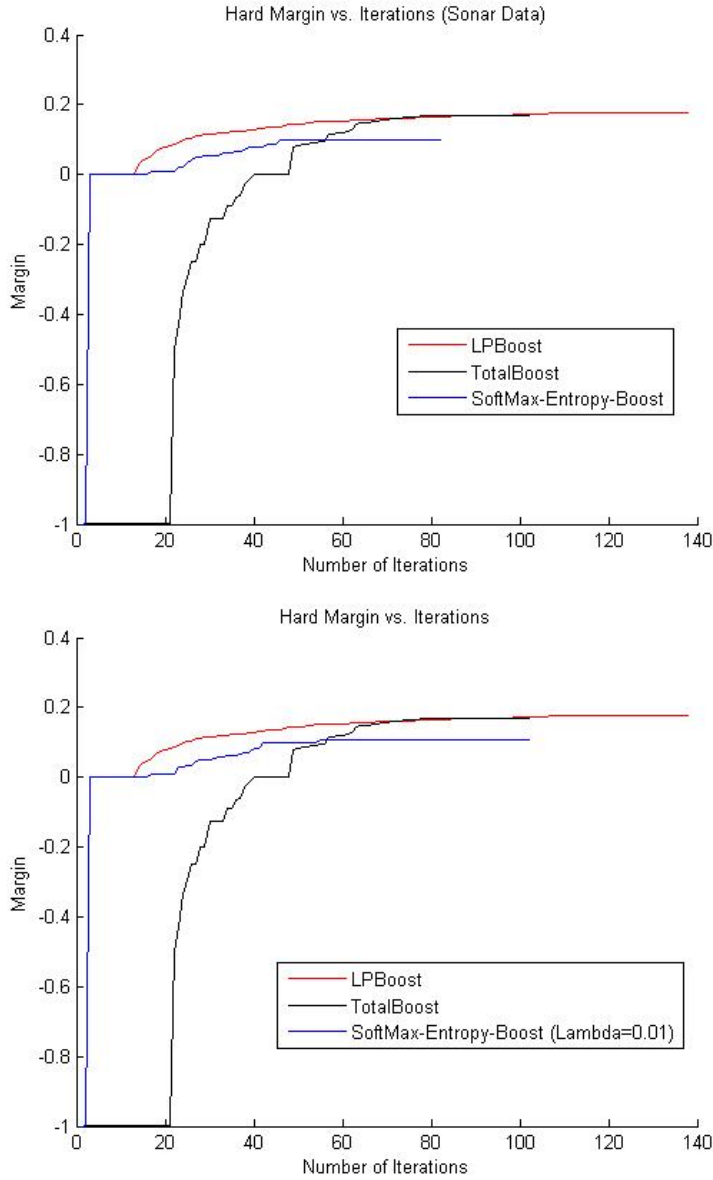 Hard Margin vs. Iterations (Sonar Data)
0.4
0.2
0
-0.2
-0.4
-0.6
-0.8
-1
Margin
LPBoost
TotalBoost
SoftMax-Entropy-Boost
0 20 40 60 80 100 120 140
Number of Iterations
Hard Margin vs. Iterations
0.4
0.2
0
-0.2
-0.4
-0.6
-0.8
-1
Margin
LPBoost
TotalBoost
SoftMax-Entropy-Boost (Lambda=0.01)
0 20 40 60 80 100 120 140
Number of Iterations